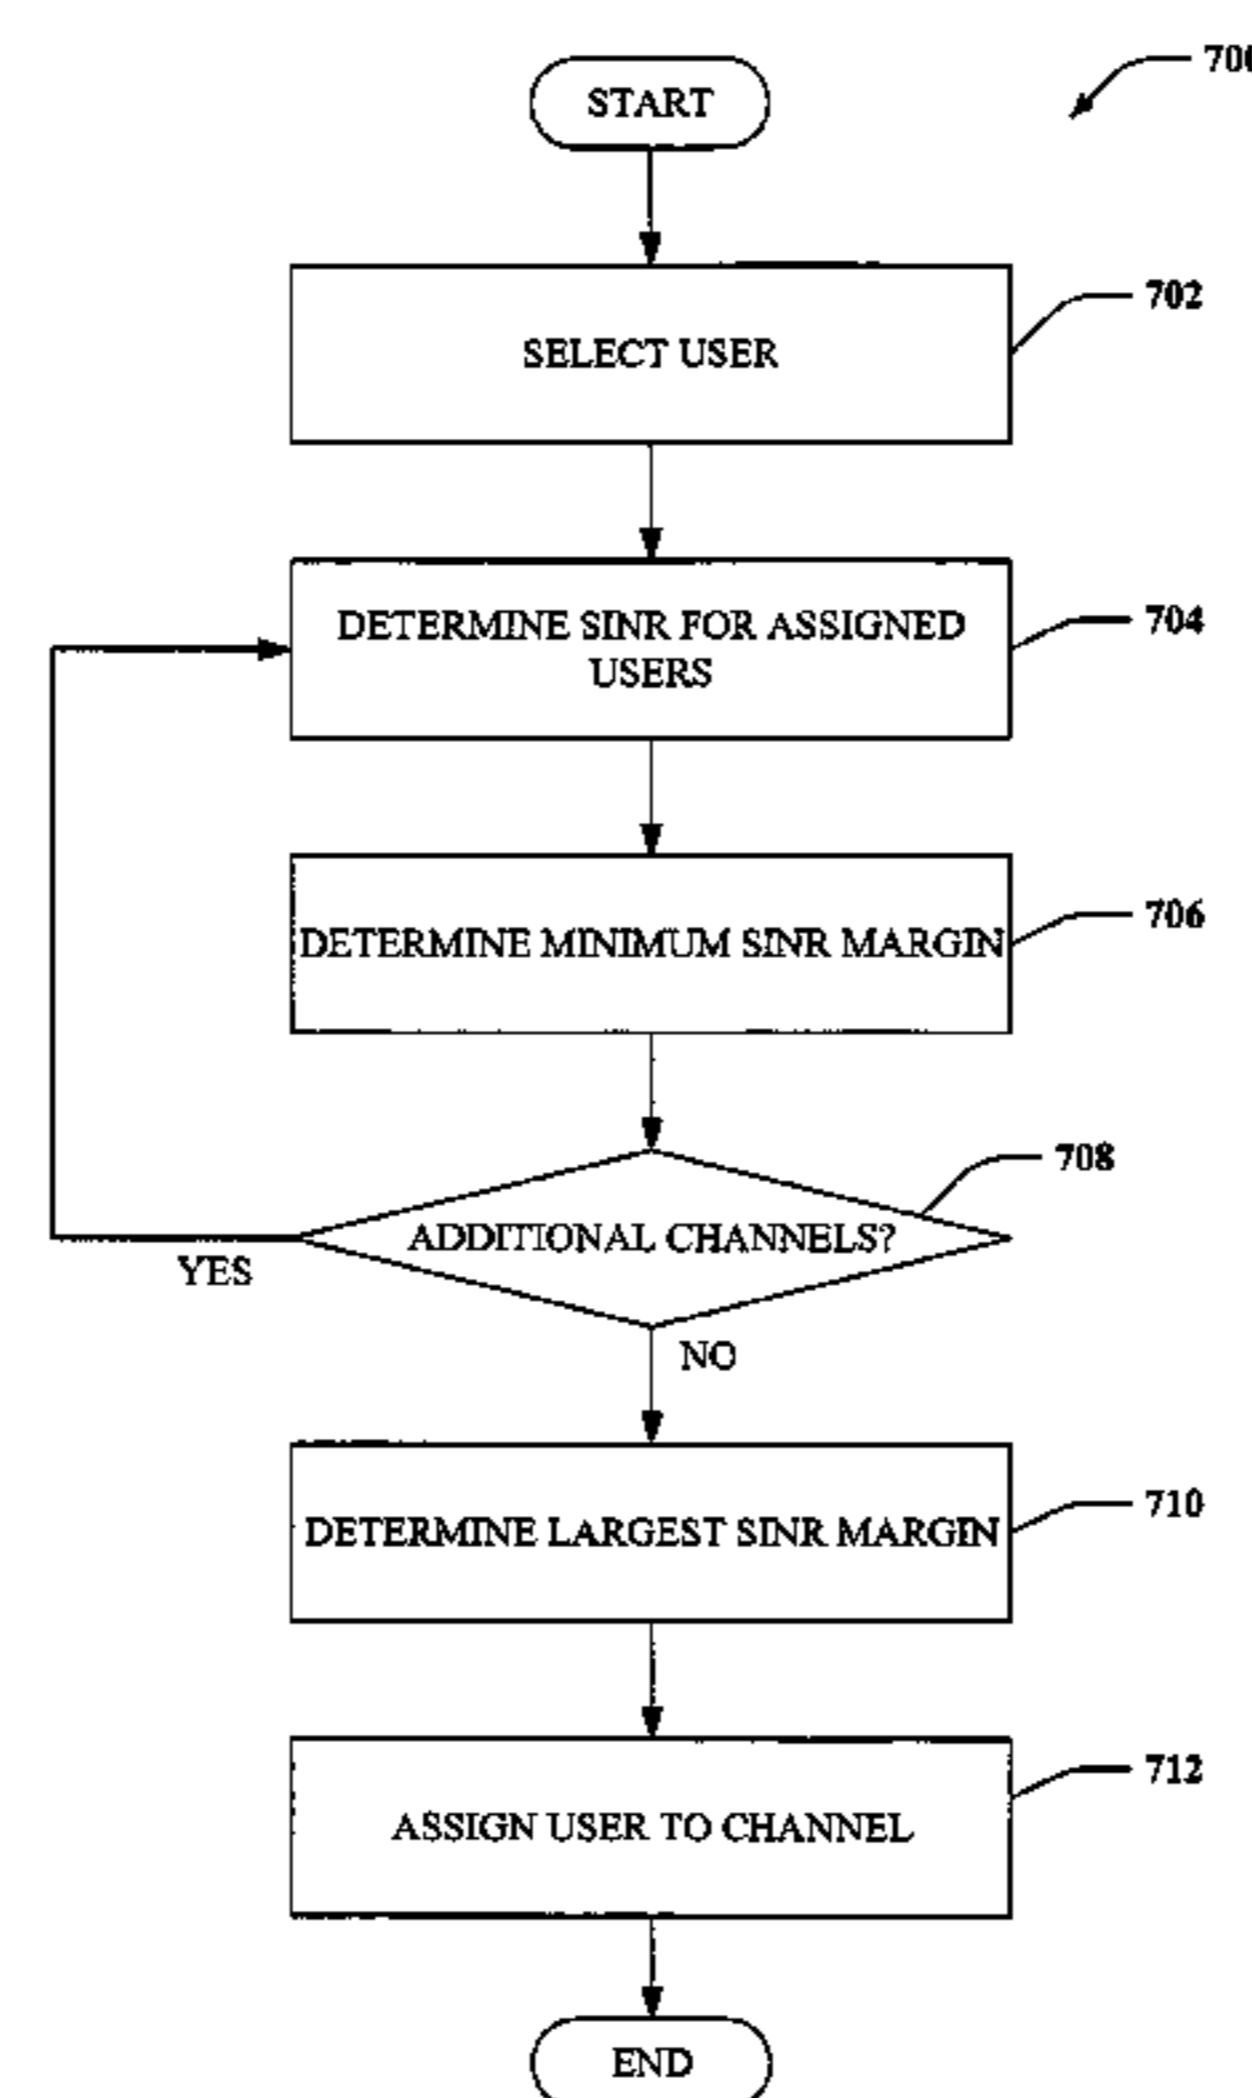 700
START
702
SELECT USER
704
DETERMINE SINR FOR ASSIGNED
USERS
706
DETERMINE MINIMUM SINR MARGIN
708
ADDITIONAL CHANNELS?
YES
NO
710
DETERMINE LARGEST SINR MARGIN
712
ASSIGN USER TO CHANNEL
END